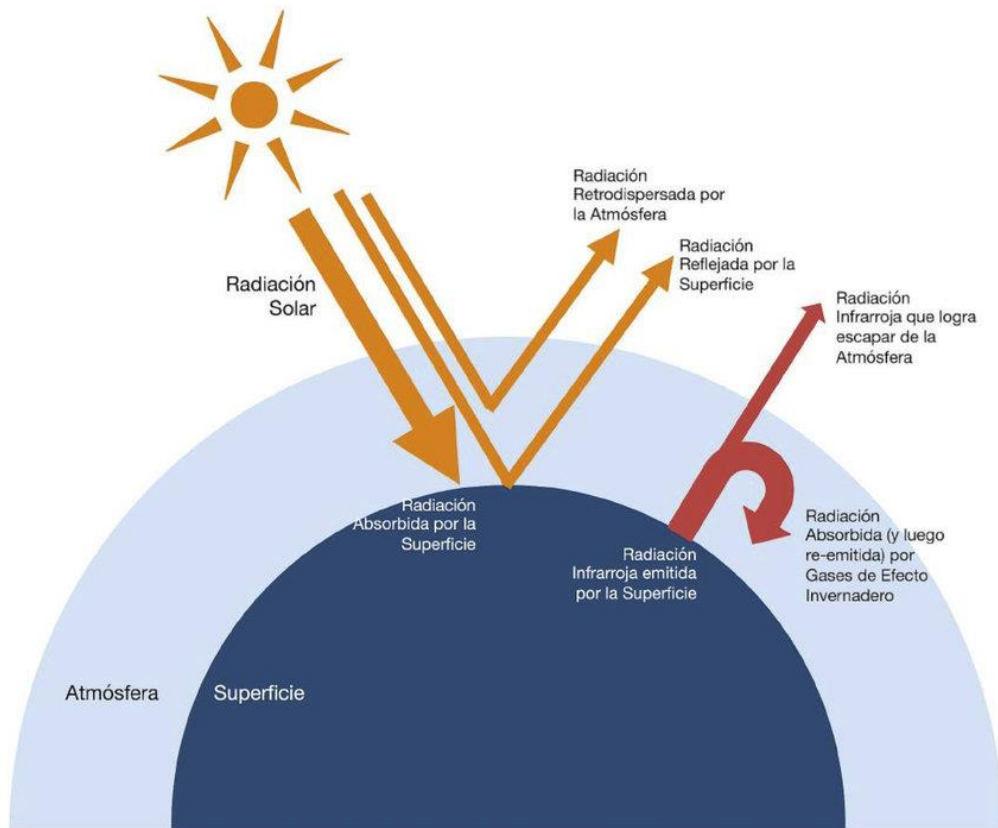 Radiación
Retrodispersada por
la Atmósfera
Radiación
Reflejada por la
Superficie
Radiación
Solar
Radiación
Infrarroja que logra
escapar de la
Atmósfera
Radiación
Absorbida por la
Superficie
Radiación
Infrarroja emitida
por la Superficie
Radiación
Absorbida (y luego
re-emitida) por
Gases de Efecto
Invernadero
Atmósfera
Superficie